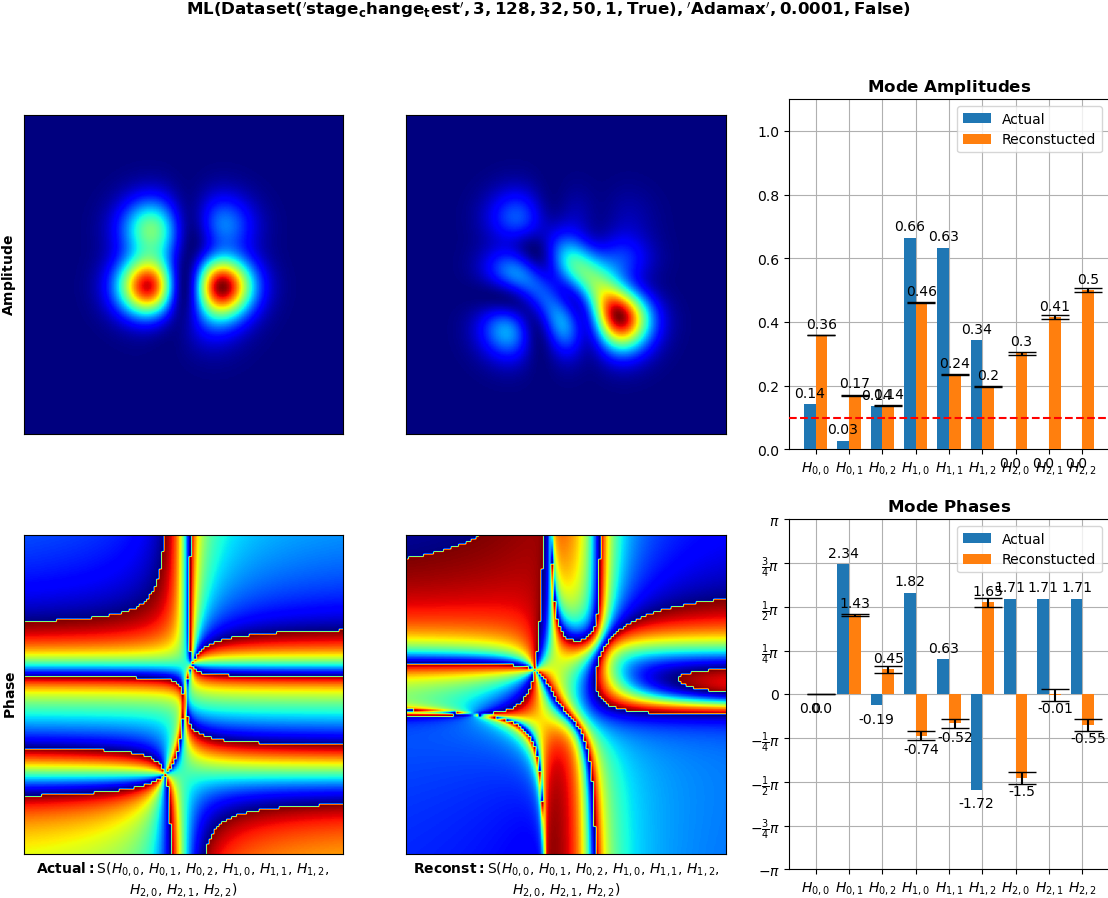 ML(Dataset('stage_change_test', 3, 128, 32, 50, 1, True), 'Adamax', 0.0001, False)
Amplitude
Mode Amplitudes
Actual
Reconstucted
1.0
0.8
0.6
0.4
0.2
0.0
0.14 0.03 0.14 0.66 0.63 0.34 0.0 0.0 0.0
0.36 0.17 0.14 0.46 0.24 0.2 0.3 0.41 0.5
H0,0 H0,1 H0,2 H1,0 H1,1 H1,2 H2,0 H2,1 H2,2
Phase
Actual: S(H0,0, H0,1, H0,2, H1,0, H1,1, H1,2,
H2,0, H2,1, H2,2)
Reconst: S(H0,0, H0,1, H0,2, H1,0, H1,1, H1,2,
H2,0, H2,1, H2,2)
Mode Phases
Actual
Reconstucted
π
3/4π
1/2π
1/4π
0
−1/4π
−1/2π
−3/4π
−π
0.0 2.34 -0.19 1.82 0.63 -1.72 1.71 1.71 1.71
0.0 1.43 0.45 -0.74 -0.52 1.65 -1.5 -0.01 -0.55
H0,0 H0,1 H0,2 H1,0 H1,1 H1,2 H2,0 H2,1 H2,2